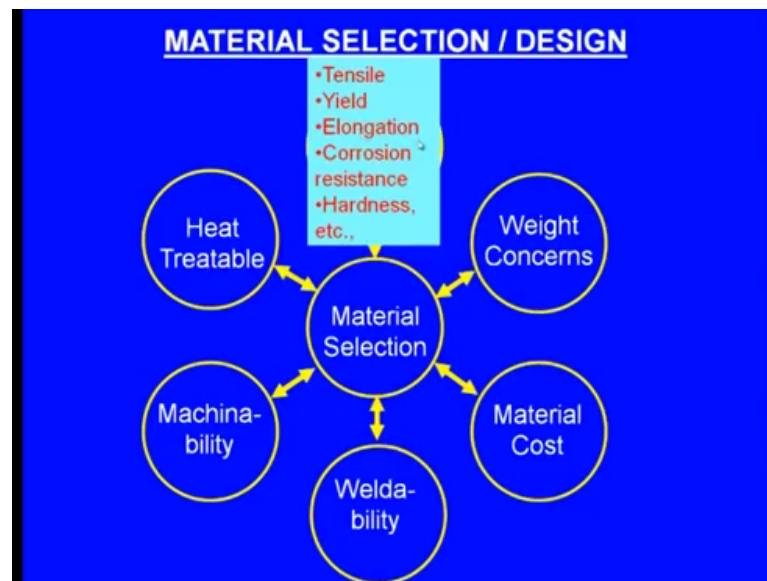 MATERIAL SELECTION / DESIGN
•Tensile
•Yield
•Elongation
•Corrosion
resistance
•Hardness,
etc.,
Heat
Treatable
Weight
Concerns
Material
Selection
Machina-
bility
Material
Cost
Welda-
bility